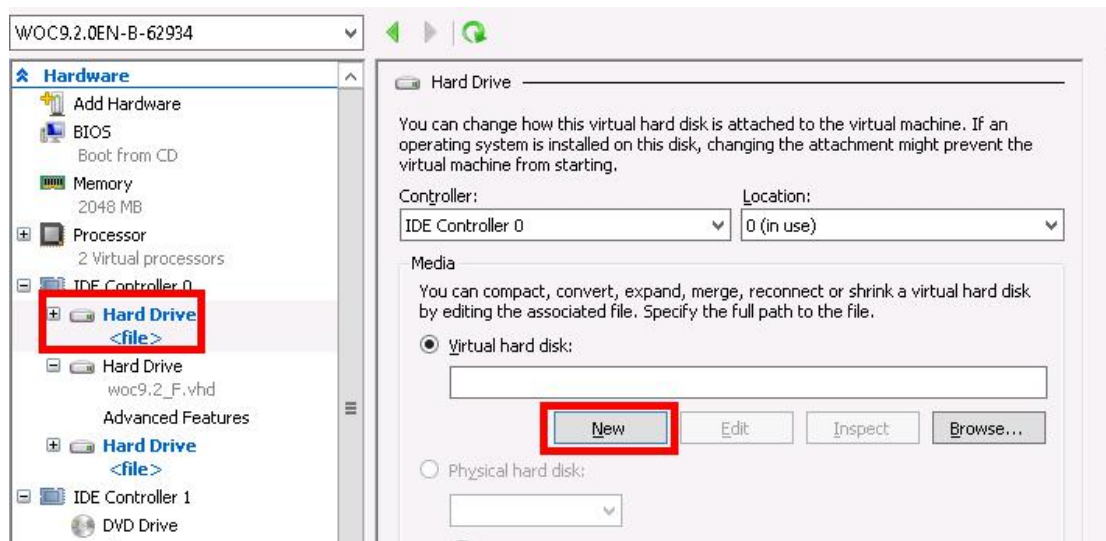 WOC9.2.0EN-B-62934
Hardware
Add Hardware
BIOS
Boot from CD
Memory
2048 MB
Processor
2 Virtual processors
IDE Controller 0
Hard Drive
<file>
Hard Drive
woc9.2_F.vhd
Advanced Features
Hard Drive
<file>
IDE Controller 1
DVD Drive
Hard Drive
You can change how this virtual hard disk is attached to the virtual machine. If an
operating system is installed on this disk, changing the attachment might prevent the
virtual machine from starting.
Controller:
Location:
IDE Controller 0
0 (in use)
Media
You can compact, convert, expand, merge, reconnect or shrink a virtual hard disk
by editing the associated file. Specify the full path to the file.
Virtual hard disk:
New
Edit
Inspect
Browse...
Physical hard disk: